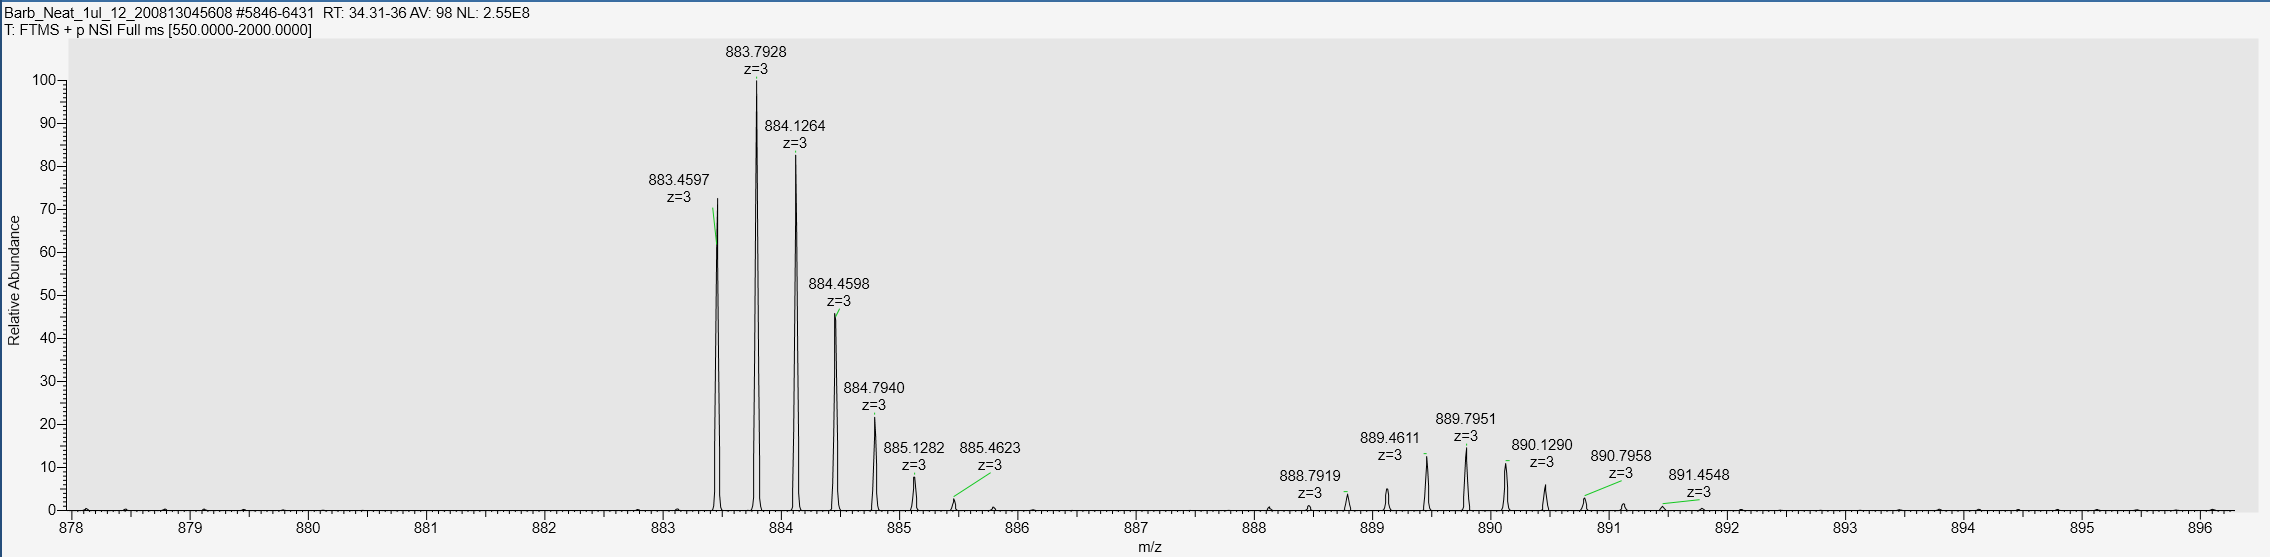 Barb_Neat_1ul_12_200813045608 #5846-6431 RT: 34.31-36 AV: 98 NL: 2.55E8
T: FTMS + p NSI Full ms [550.0000-2000.0000]
883.7928
z=3
884.1264
z=3
883.4597
z=3
884.4598
z=3
884.7940
z=3
885.1282
z=3
885.4623
z=3
888.7919
z=3
889.4611
z=3
889.7951
z=3
890.1290
z=3
890.7958
z=3
891.4548
z=3
Relative Abundance
100
90
80
70
60
50
40
30
20
10
0
878 879 880 881 882 883 884 885 886 887 888 889 890 891 892 893 894 895 896
m/z